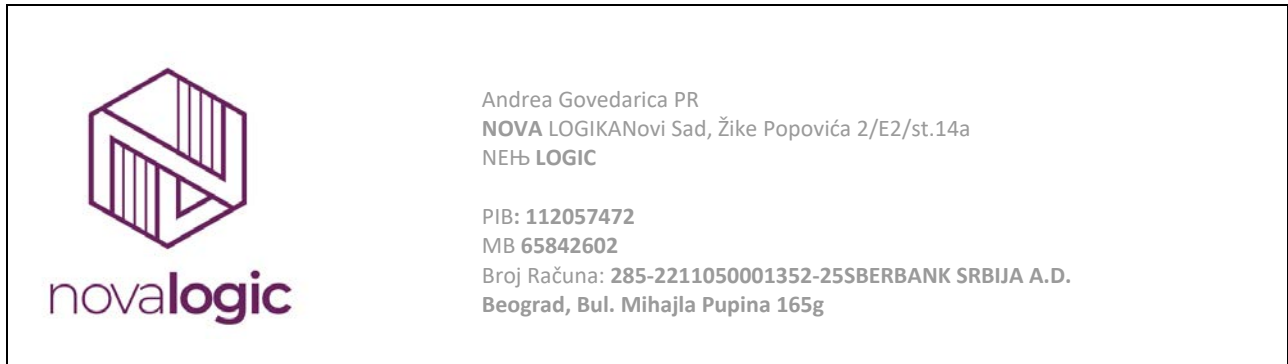 novalogic
Andrea Govedarica PR
NOVA LOGIKANovi Sad, Žike Popovića 2/E2/st.14a
NEЊ LOGIC
PIB: 112057472
MB 65842602
Broj Računa: 285-2211050001352-25SBERBANK SRBIJA A.D.
Beograd, Bul. Mihajla Pupina 165g